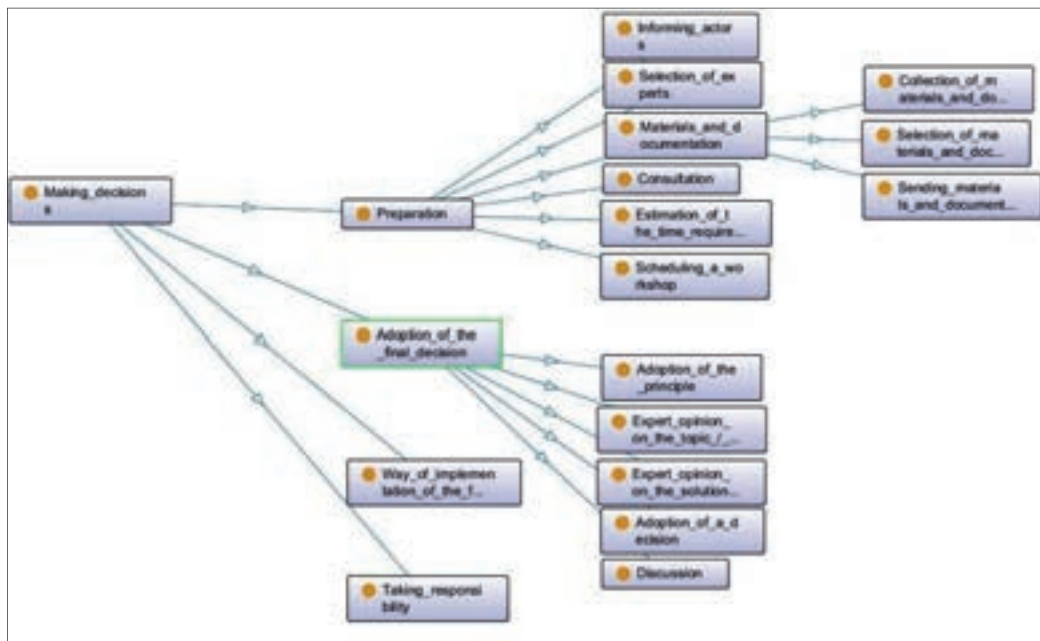 Informing_actor
s
Selection_of_ex
perts
Materials_and_d
ocumentation
Consultation
Estimation_of_t
he_time_require...
Scheduling_a_wo
rkshop
Collection_of_m
aterials_and_do...
Selection_of_ma
terials_and_doc...
Sending_materia
ls_and_document...
Making_decision
s
Preparation
Adoption_of_the
_final_decision
Way_of_implemen
tation_of_the_f...
Taking_responsi
bility
Adoption_of_the
_principle
Expert_opinion_
on_the_topic_/_...
Expert_opinion_
on_the_solution...
Adoption_of_a_d
ecision
Discussion